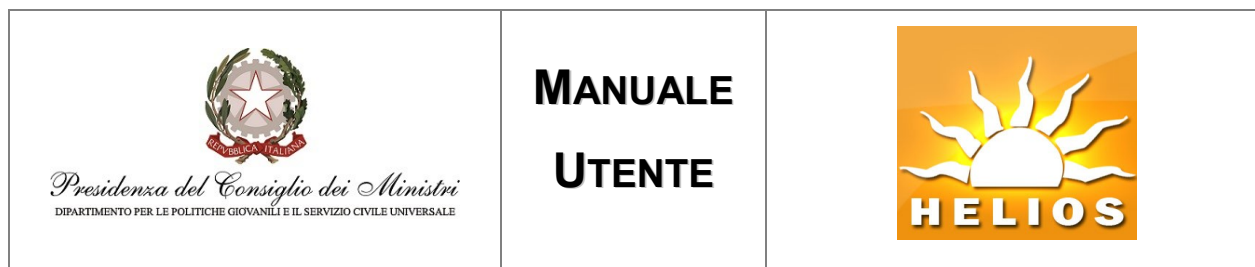 REPVBBLICA ITALIANA
Presidenza del Consiglio dei Ministri
DIPARTIMENTO PER LE POLITICHE GIOVANILI E IL SERVIZIO CIVILE UNIVERSALE
MANUALE
UTENTE
HELIOS